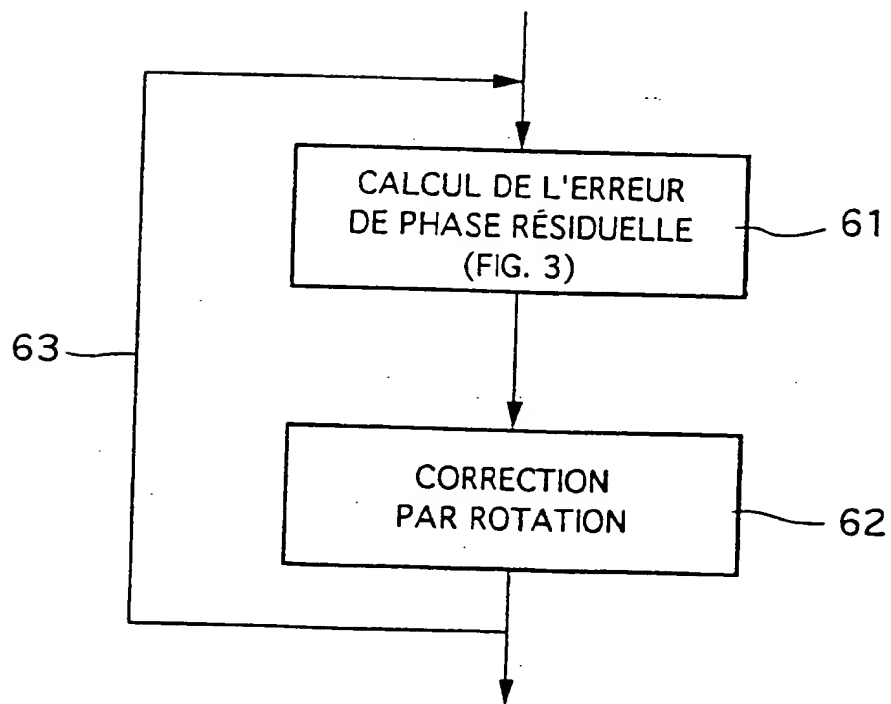 CALCUL DE L'ERREUR
DE PHASE RÉSIDUELLE
(FIG. 3)
61
63
CORRECTION
PAR ROTATION
62